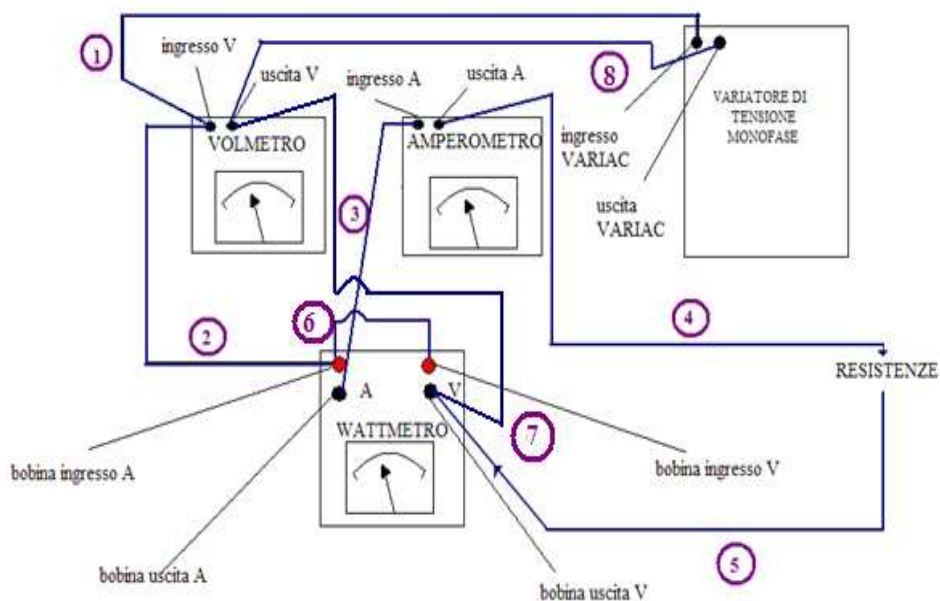 1
ingresso V
uscita V
ingresso A
uscita A
8
VARIATORE DI
TENSIONE
MONOFASE
VOLMETRO
AMPEROMETRO
ingresso
VARIAC
uscita
VARIAC
3
2
6
4
RESISTENZE
A
V
WATTMETRO
7
bobina ingresso A
bobina ingresso V
5
bobina uscita A
bobina uscita V